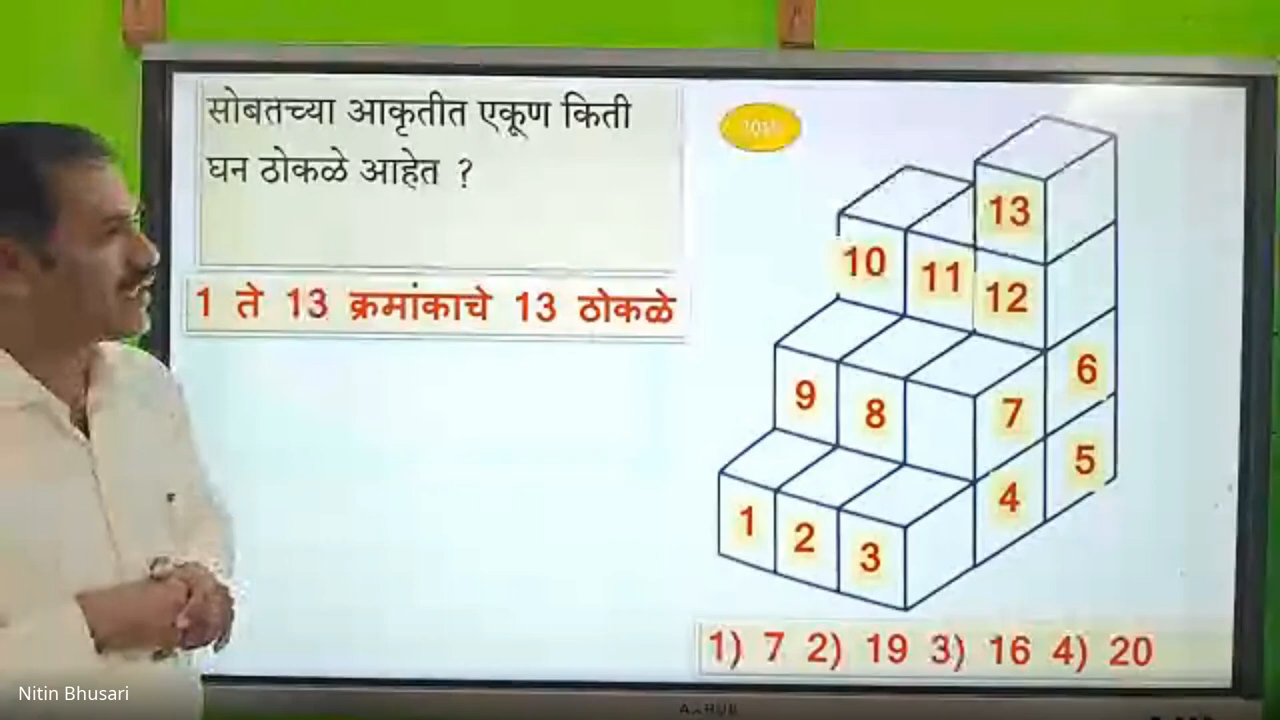 सोबतच्या आकृतीत एकूण किती
घन ठोकळे आहेत ?
1 ते 13 क्रमांकाचे 13 ठोकळे
13
10 11 12
9 8 7 6
1 2 3 4 5
1) 7 2) 19 3) 16 4) 20
Nitin Bhusari